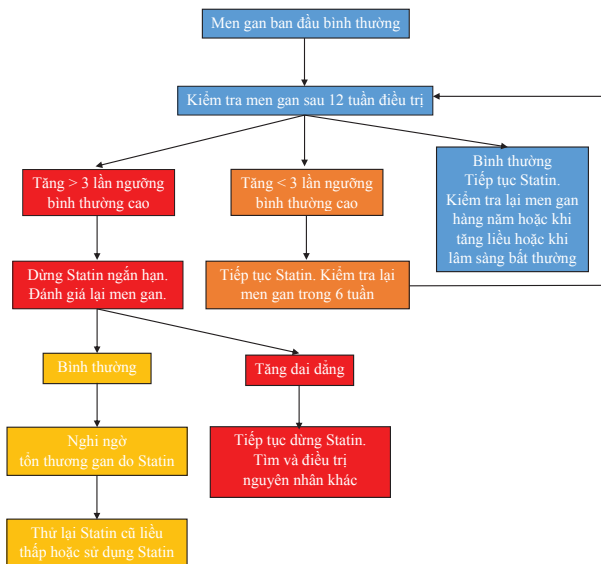 Men gan ban đầu bình thường
Kiểm tra men gan sau 12 tuần điều trị
Tăng > 3 lần ngưỡng
bình thường cao
Tăng < 3 lần ngưỡng
bình thường cao
Bình thường
Tiếp tục Statin.
Kiểm tra lại men gan
hàng năm hoặc khi
tăng liều hoặc khi
lâm sàng bất thường
Dừng Statin ngắn hạn.
Đánh giá lại men gan.
Tiếp tục Statin. Kiểm tra lại
men gan trong 6 tuần
Bình thường
Tăng dai dẳng
Nghi ngờ
tổn thương gan do Statin
Tiếp tục dừng Statin.
Tìm và điều trị
nguyên nhân khác
Thử lại Statin cũ liều
thấp hoặc sử dụng Statin